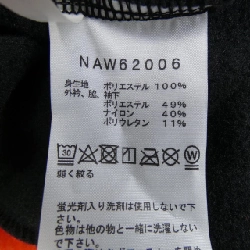 NAW62006
身生地 ポリエステル 100%
外衿、脇、袖下
ポリエステル 49%
ナイロン 40%
ポリウレタン 11%
30
弱く絞る
蛍光剤入り洗剤は使用しないで下
さい。
色物は他の物と一緒に洗濯しない
で下さい。